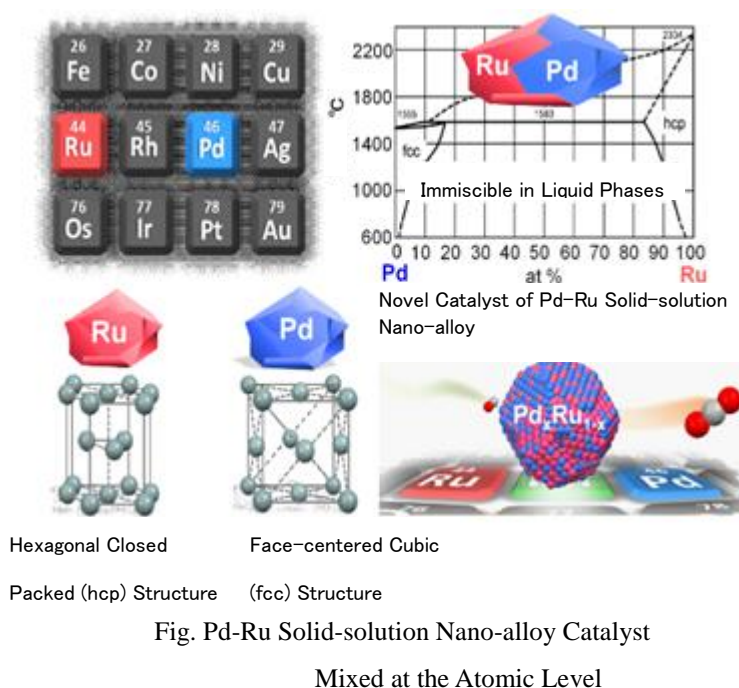 26 27 28 29
Fe Co Ni Cu
44 45 46 47
Ru Rh Pd Ag
76 77 78 79
Os Ir Pt Au
2334
2200
Ru Pd
1800
°C
1583
hcp
1400
fcc
1000
Immiscible in Liquid Phases
600
0 10 20 30 40 50 60 70 80 90 100
Pd at % Ru
Novel Catalyst of Pd-Ru Solid-solution
Nano-alloy
Ru Pd
PdxRu1-x
Ru Pd
Hexagonal Closed Face-centered Cubic
Packed (hcp) Structure (fcc) Structure
Fig. Pd-Ru Solid-solution Nano-alloy Catalyst
Mixed at the Atomic Level